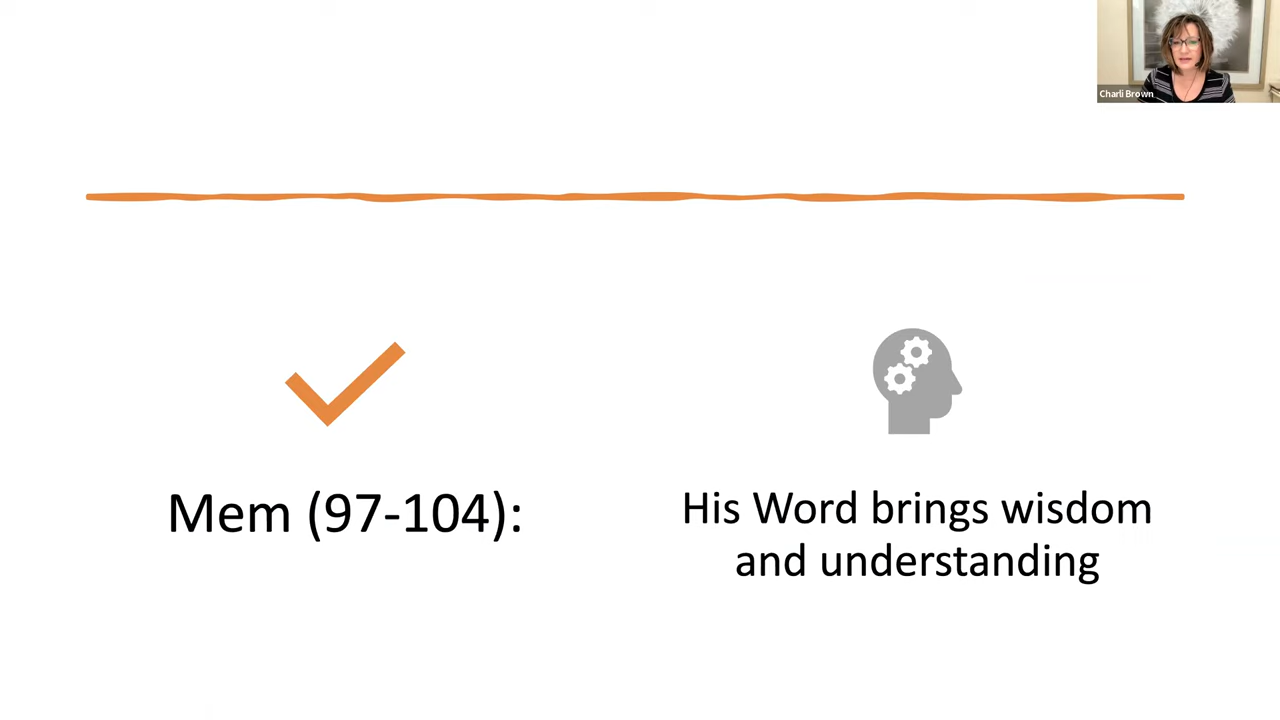 Charli Brown
Mem (97-104):
His Word brings wisdom
and understanding